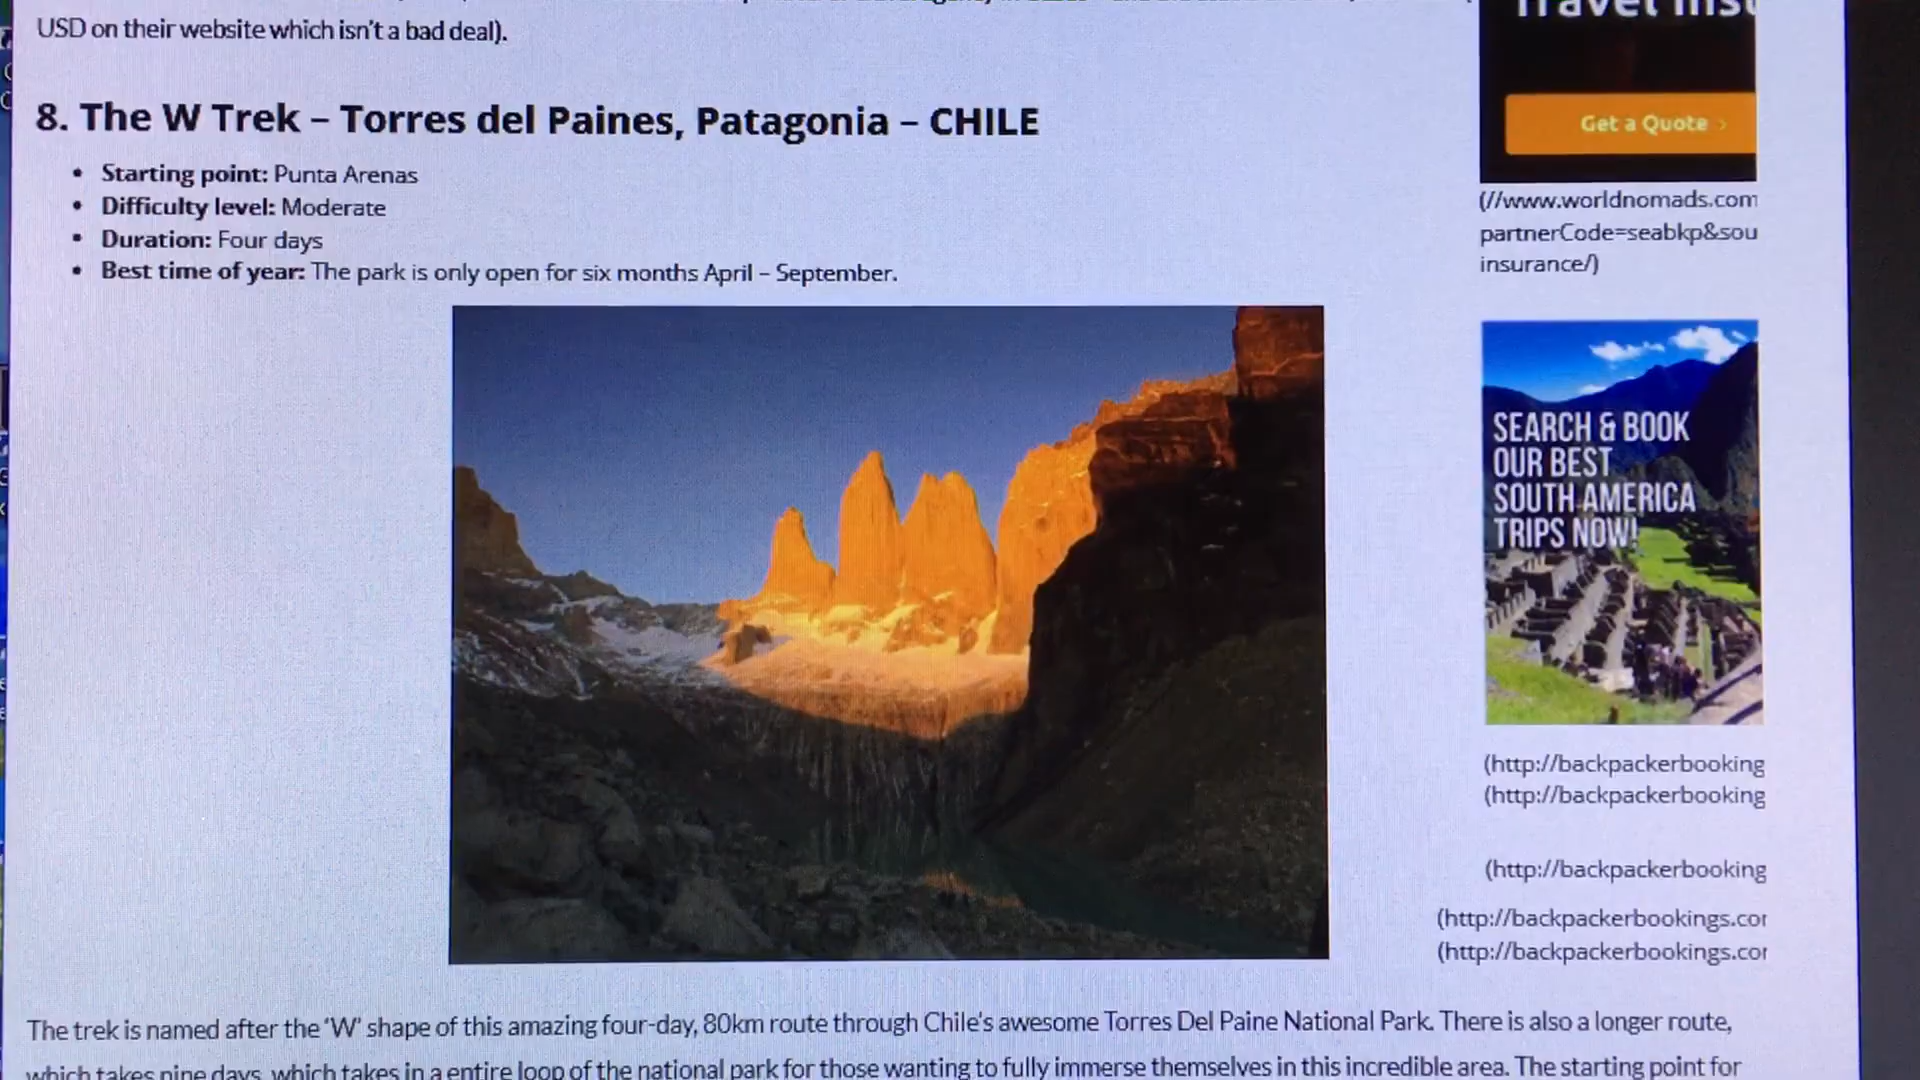 USD on their website which isn't a bad deal).
8. The W Trek – Torres del Paines, Patagonia – CHILE
• Starting point: Punta Arenas
• Difficulty level: Moderate
• Duration: Four days
• Best time of year: The park is only open for six months April – September.
The trek is named after the 'W' shape of this amazing four-day, 80km route through Chile's awesome Torres Del Paine National Park. There is also a longer route,
which takes nine days, which takes in a entire loop of the national park for those wanting to fully immerse themselves in this incredible area. The starting point for
Travel
Get a Quote ›
(//www.worldnomads.com
partnerCode=seabkp&sou
insurance/)
SEARCH & BOOK
OUR BEST
SOUTH AMERICA
TRIPS NOW!
(http://backpackerbooking
(http://backpackerbooking
(http://backpackerbooking
(http://backpackerbookings.cor
(http://backpackerbookings.cor